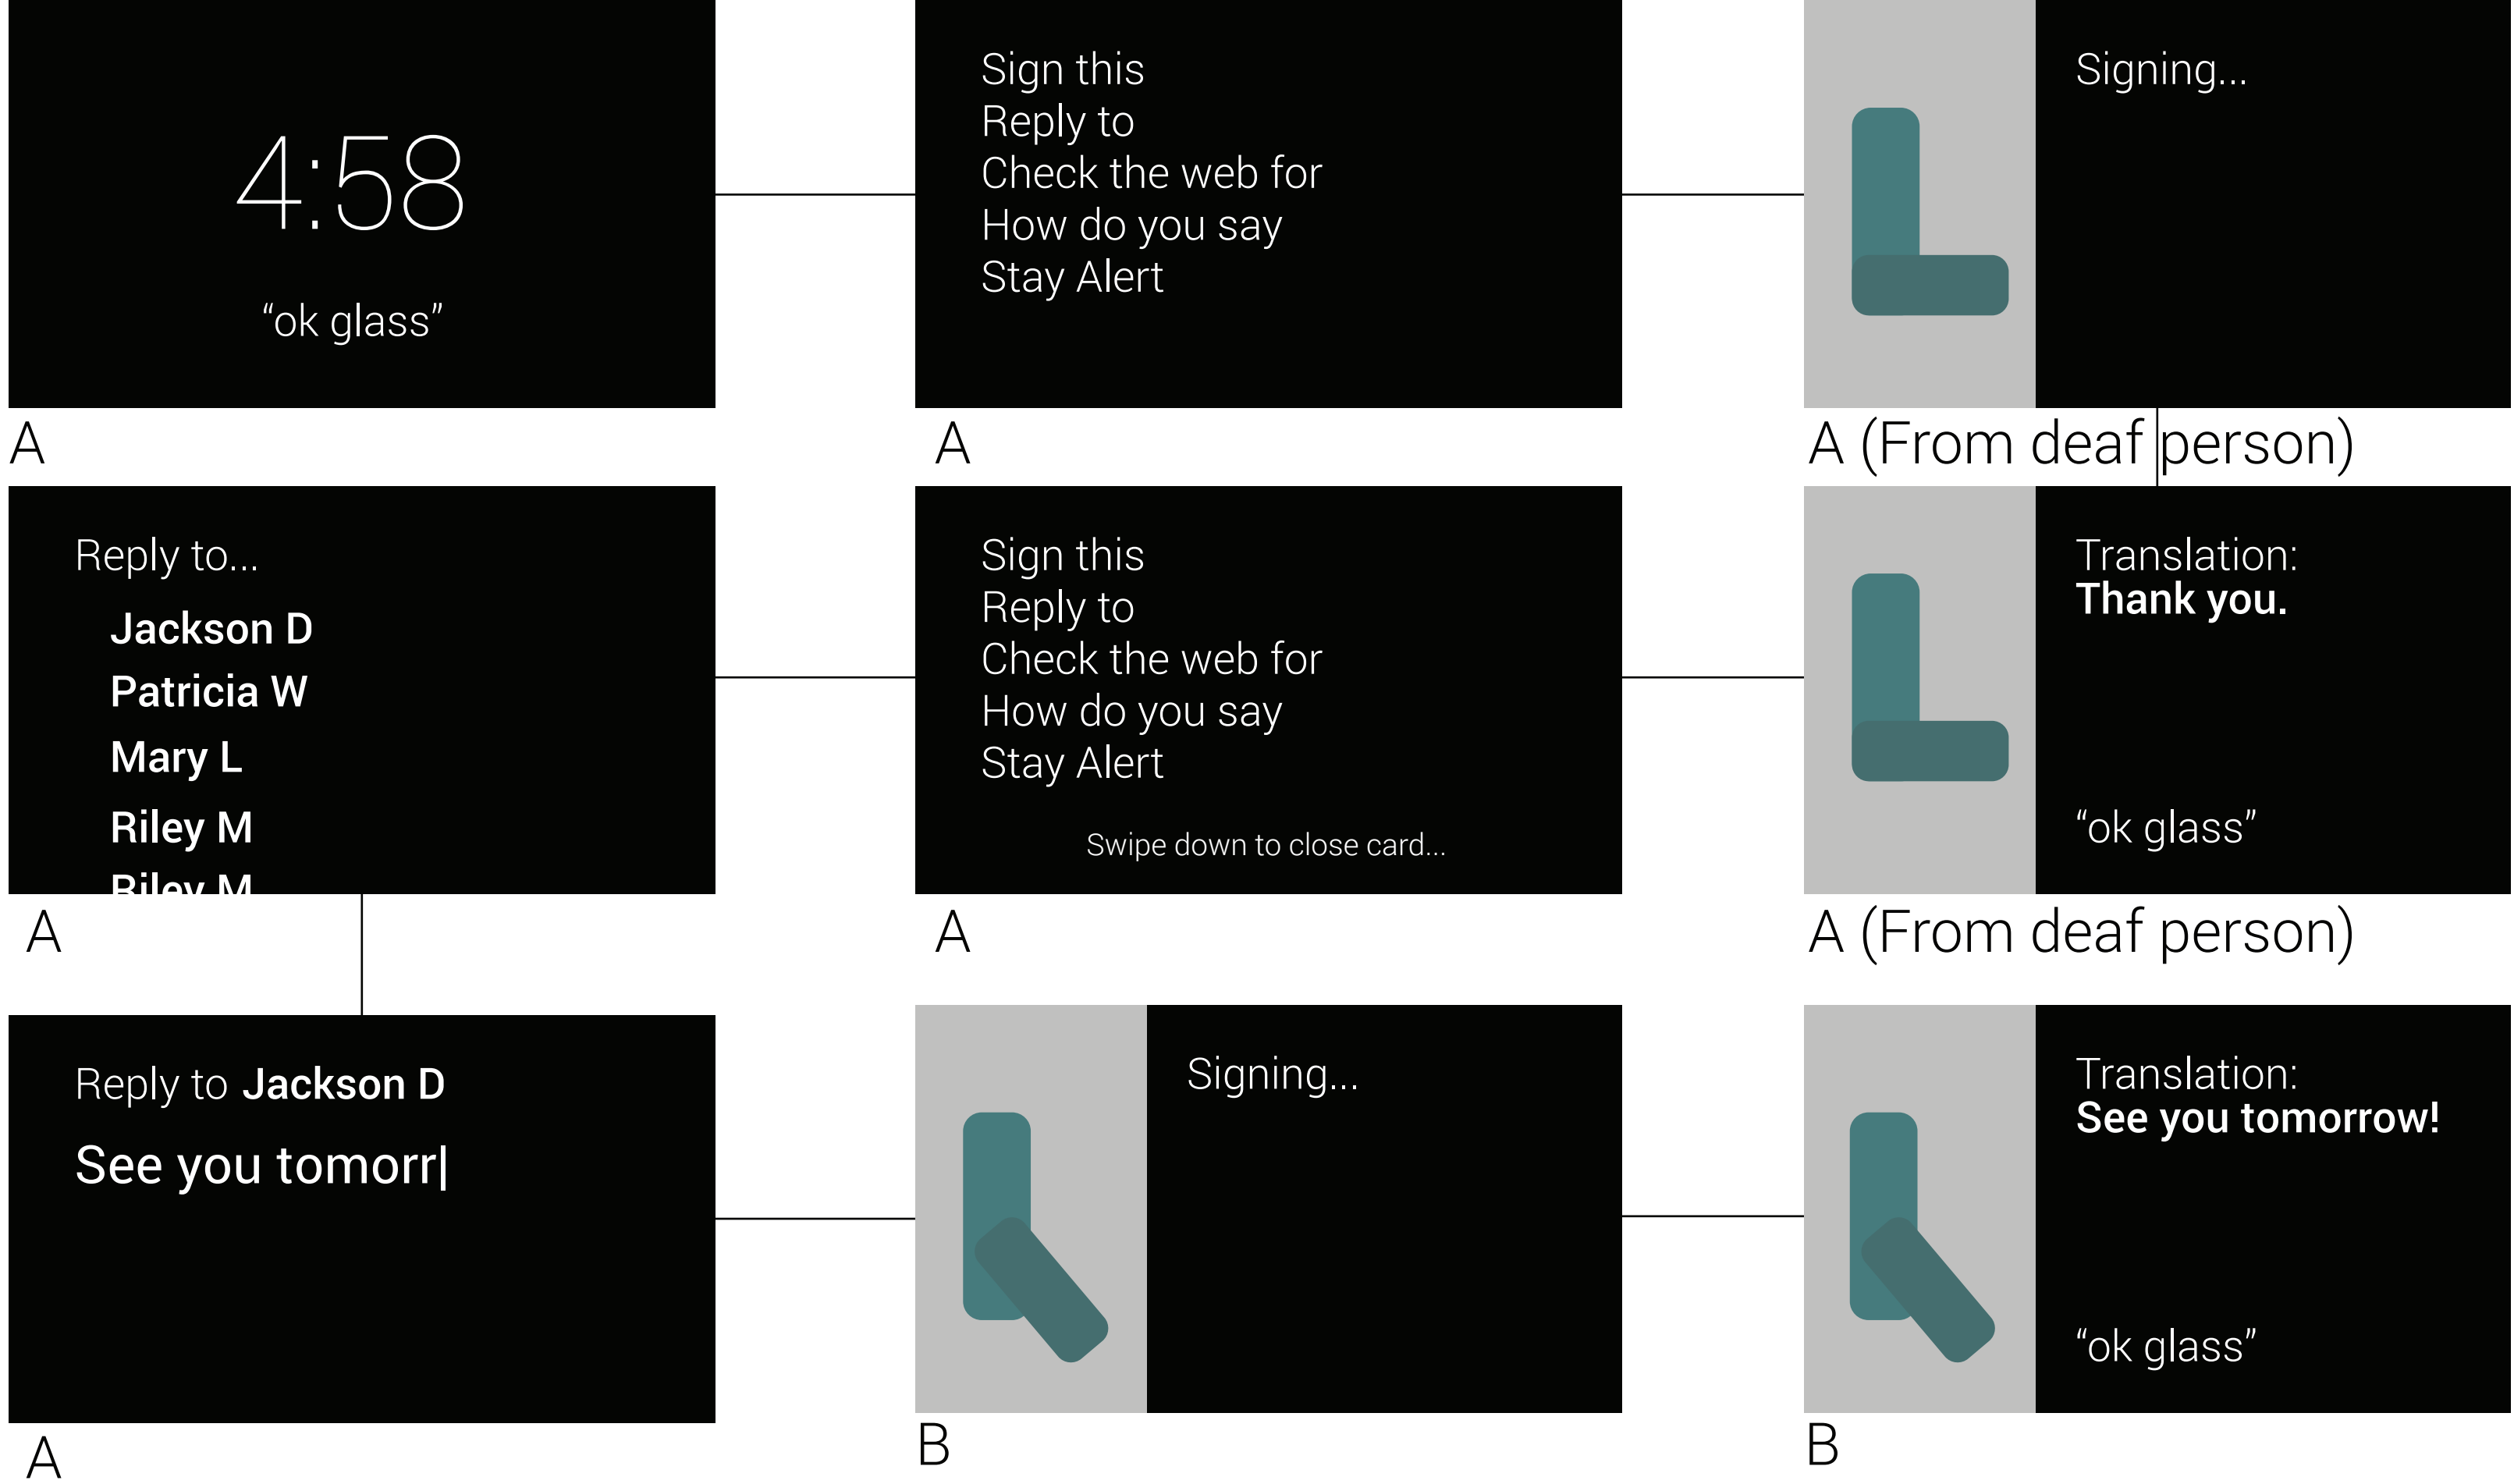 4:58
“ok glass”
A
Sign this
Reply to
Check the web for
How do you say
Stay Alert
A
Signing...
A (From deaf person)
Reply to...
Jackson D
Patricia W
Mary L
Riley M
Riley M
A
Sign this
Reply to
Check the web for
How do you say
Stay Alert
Swipe down to close card...
A
Translation:
Thank you.
“ok glass”
A (From deaf person)
Reply to Jackson D
See you tomorr|
A
Signing...
B
Translation:
See you tomorrow!
“ok glass”
B